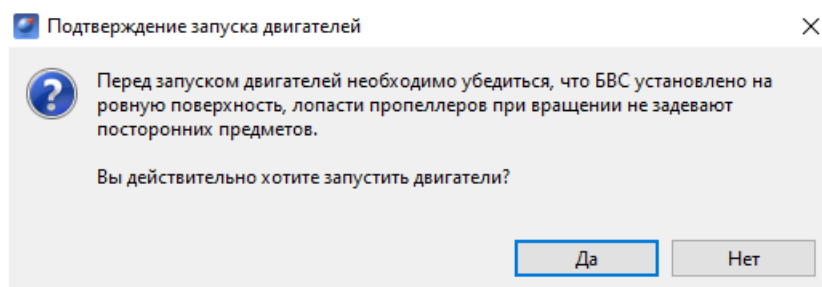 Подтверждение запуска двигателей
Перед запуском двигателей необходимо убедиться, что БВС установлено на
ровную поверхность, лопасти пропеллеров при вращении не задевают
посторонних предметов.
Вы действительно хотите запустить двигатели?
Да
Нет